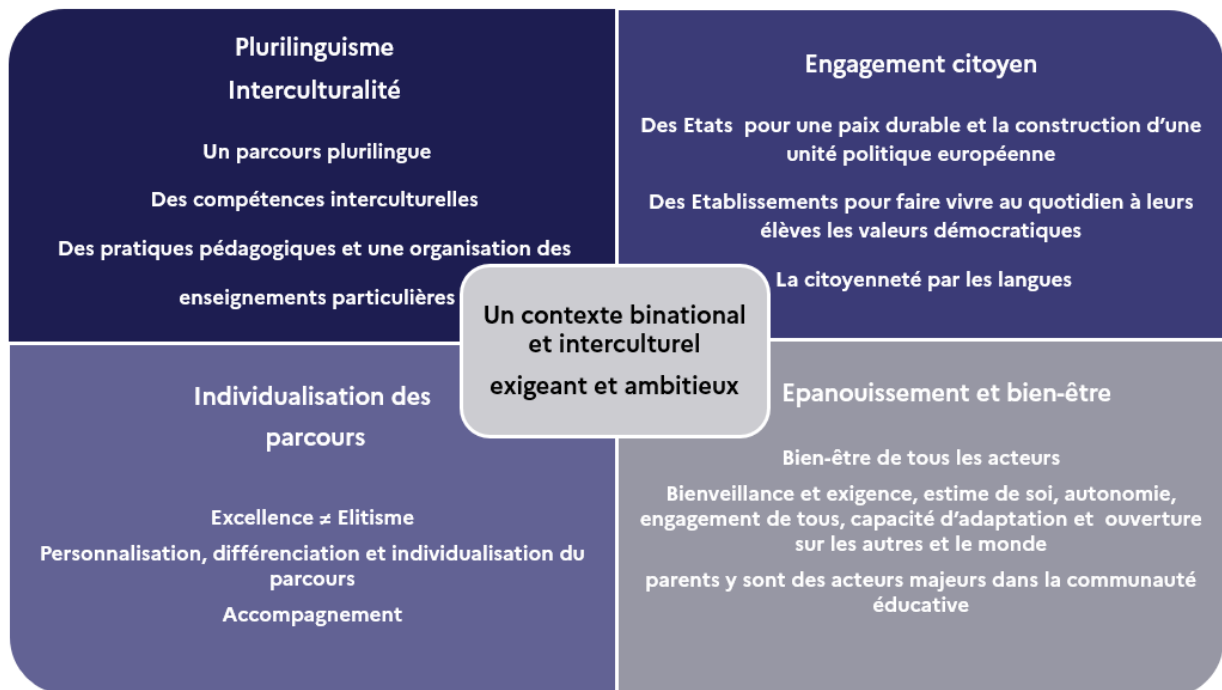 Plurilinguisme
Interculturalité
Un parcours plurilingue
Des compétences interculturelles
Des pratiques pédagogiques et une organisation des
enseignements particulières
Engagement citoyen
Des Etats pour une paix durable et la construction d’une
unité politique européenne
Des Etablissements pour faire vivre au quotidien à leurs
élèves les valeurs démocratiques
La citoyenneté par les langues
Un contexte binational
et interculturel
exigeant et ambitieux
Individualisation des
parcours
Excellence ≠ Elitisme
Personnalisation, différenciation et individualisation du
parcours
Accompagnement
Epanouissement et bien-être
Bien-être de tous les acteurs
Bienveillance et exigence, estime de soi, autonomie,
engagement de tous, capacité d’adaptation et ouverture
sur les autres et le monde
parents y sont des acteurs majeurs dans la communauté
éducative